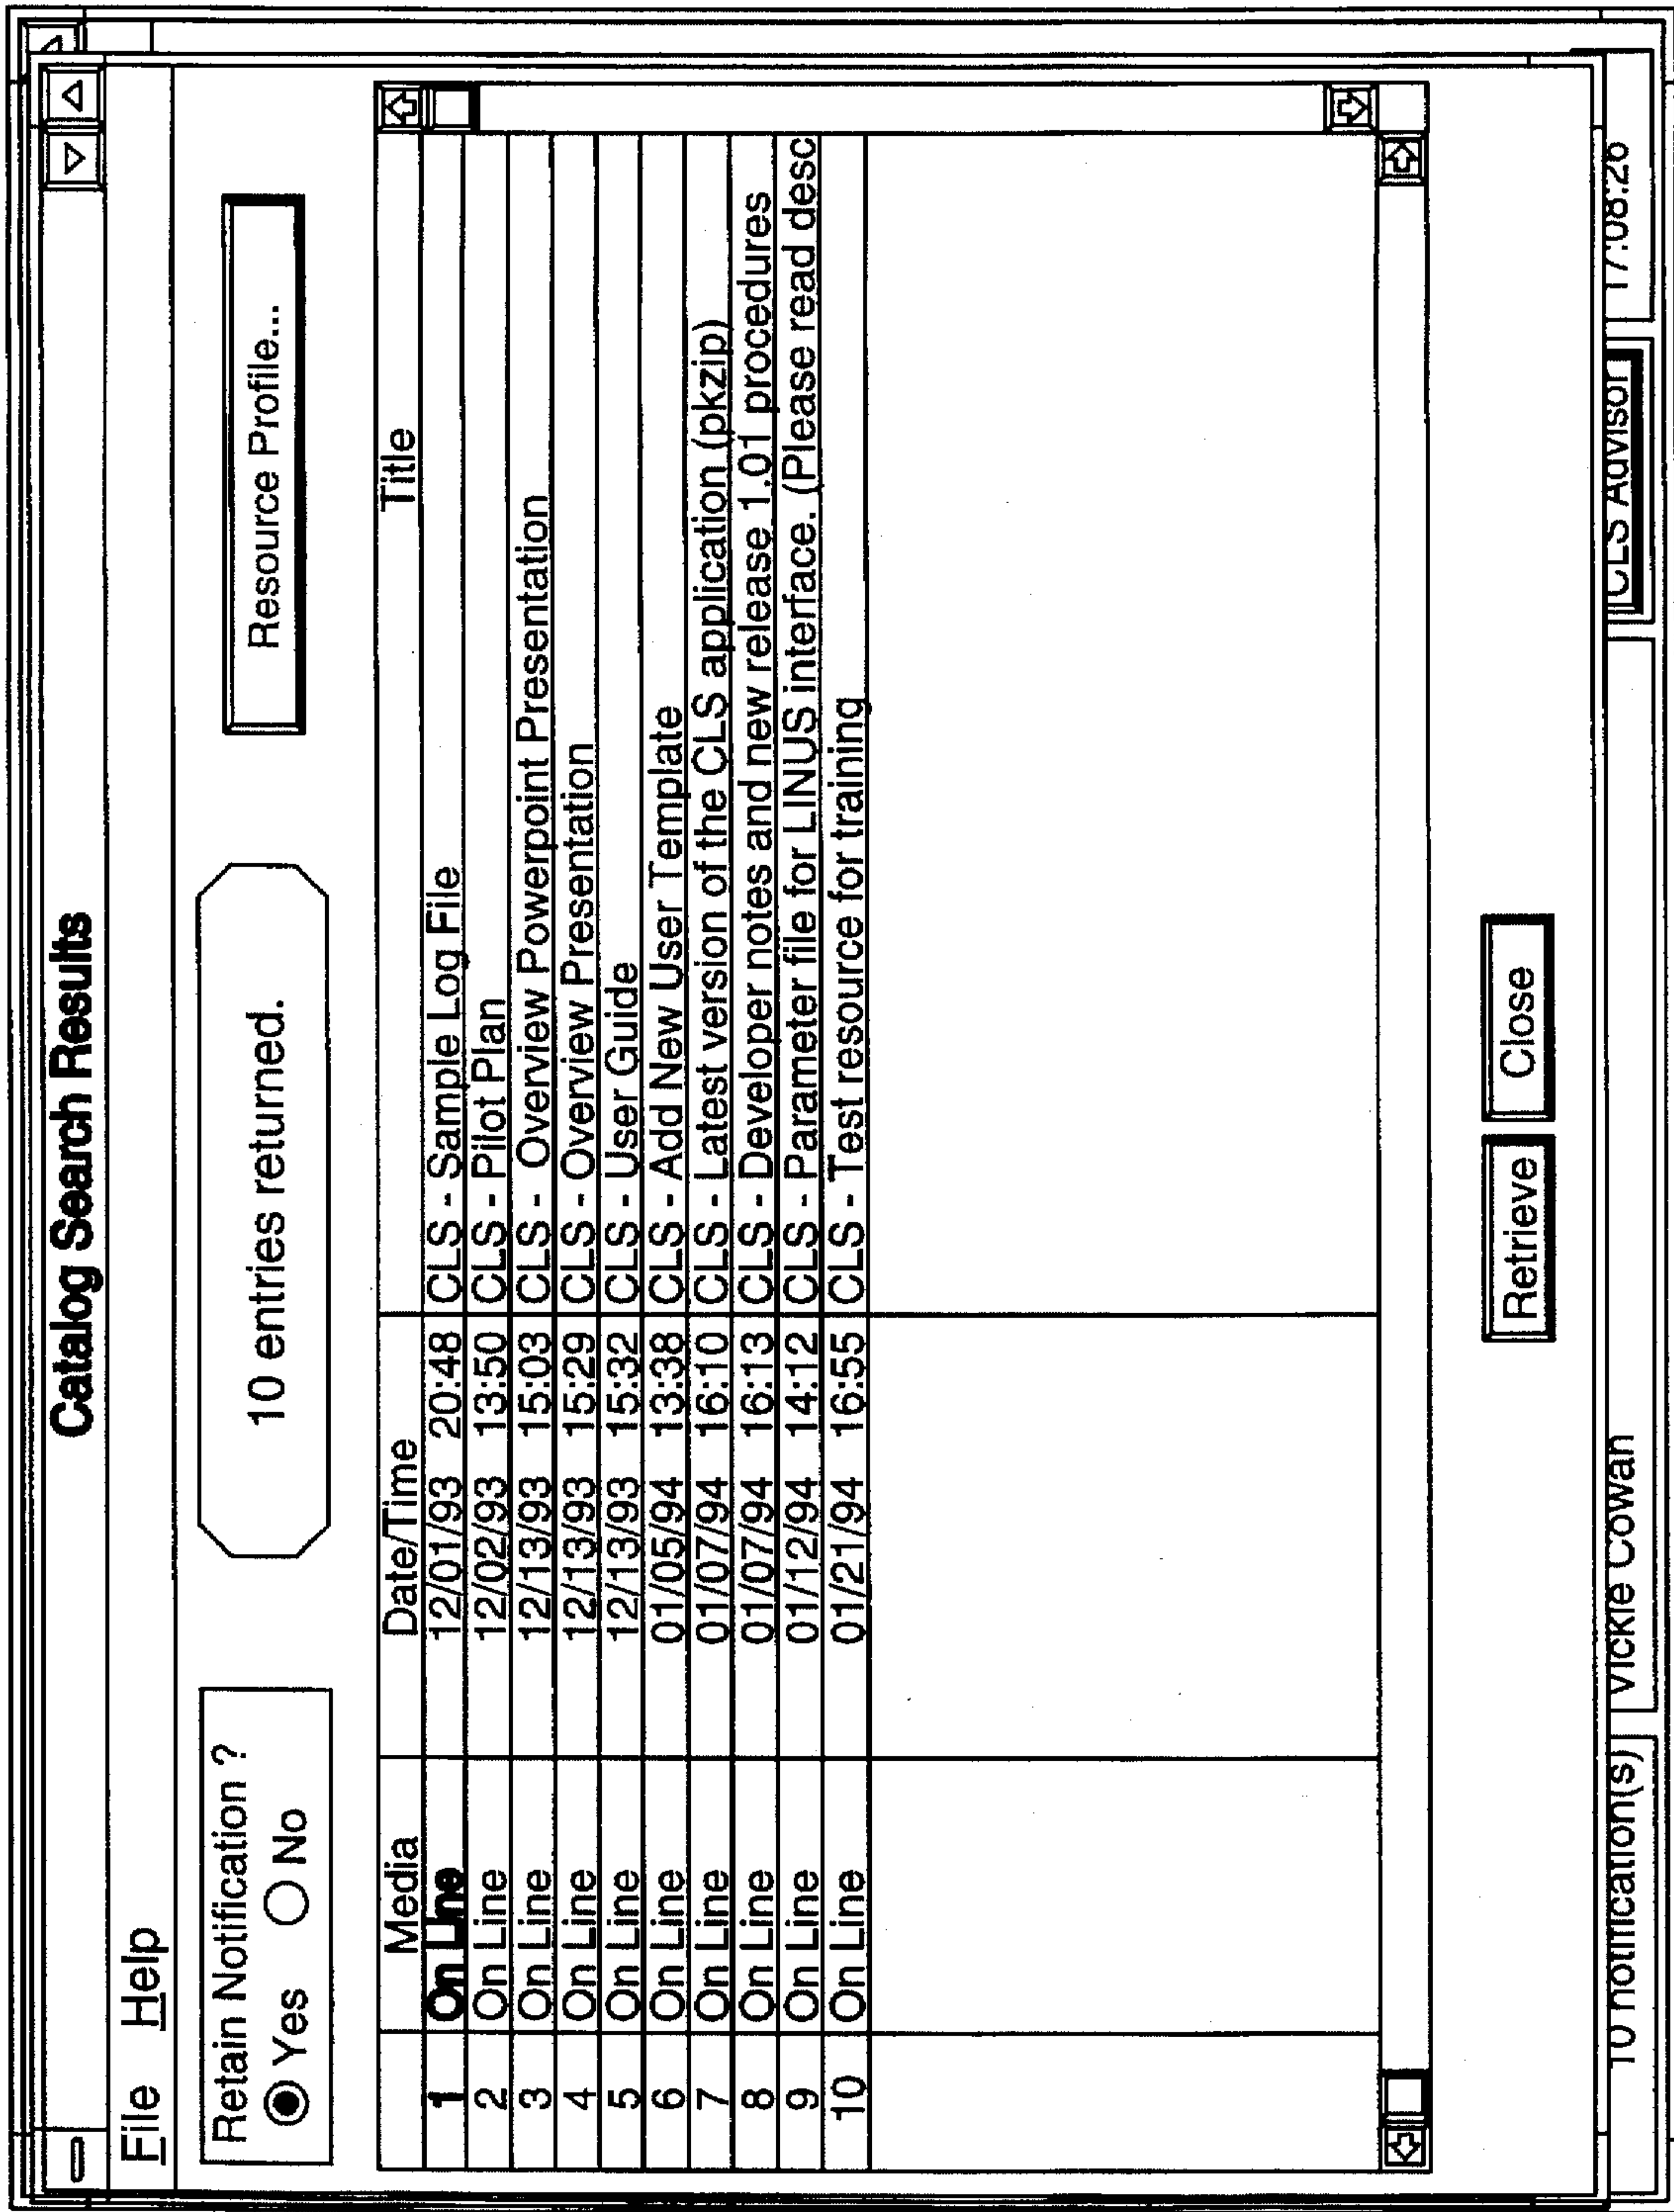 Catalog Search Results
File Help
Retain Notification ?
Yes No
10 entries returned.
Resource Profile...
Media Date/Time Title
1 On Line 12/01/93 20:48 CLS - Sample Log File
2 On Line 12/02/93 13:50 CLS - Pilot Plan
3 On Line 12/13/93 15:03 CLS - Overview Powerpoint Presentation
4 On Line 12/13/93 15:29 CLS - Overview Presentation
5 On Line 12/13/93 15:32 CLS - User Guide
6 On Line 01/05/94 13:38 CLS - Add New User Template
7 On Line 01/07/94 16:10 CLS - Latest version of the CLS application (pkzip)
8 On Line 01/07/94 16:13 CLS - Developer notes and new release 1.01 procedures
9 On Line 01/12/94 14:12 CLS - Parameter file for LINUS interface. (Please read desc
10 On Line 01/21/94 16:55 CLS - Test resource for training
Retrieve Close
10 notification(s) Vickie Cowan CLS Advisor 17:08:26